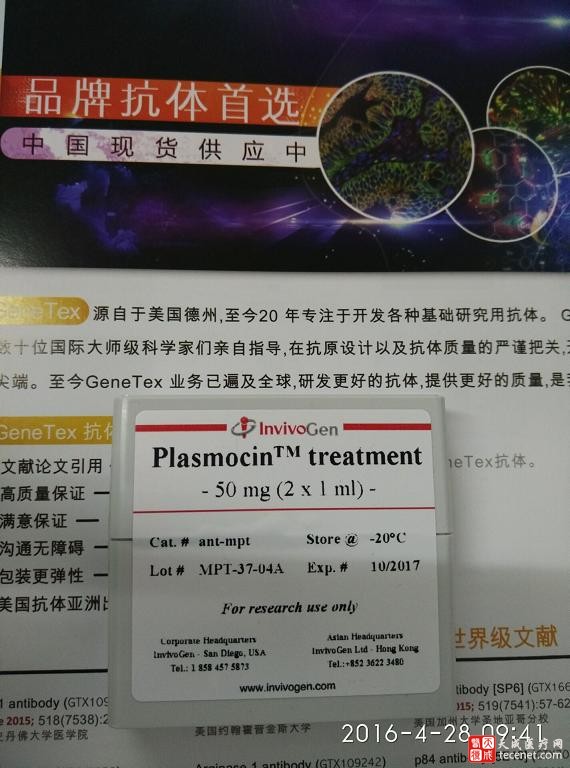 品牌抗体首选
中国现货供应中
GeneTex 源自于美国德州,至今20 年专注于开发各种基础研究用抗体。 G
数十位国际大师级科学家们亲自指导,在抗原设计以及抗体质量的严谨把关,
尖端。至今GeneTex 业务已遍及全球,研发更好的抗体,提供更好的质量,是
GeneTex 抗体
文献论文引用
neTex抗体。
高质量保证
满意保证
沟通无障碍
包装更弹性
美国抗体亚洲
InvivoGen
Plasmocin™ treatment
- 50 mg (2 x 1 ml) -
Cat. # ant-mpt Store @ -20°C
Lot # MPT-37-04A Exp. # 10/2017
For research use only
Corporate Headquarters
InvivoGen - San Diego, USA
Tel.: 1 858 457 5873
Asian Headquarters
InvivoGen Ltd - Hong Kong
Tel.:+852 3622 3480
www.invivogen.com
世界级文献
1 antibody (GTX109
2015; 518(7538):2
丹佛大学医学院
美国约翰霍普金斯大学
[SP6] (GTX166
2015; 519(7541):57-62
美国加州大学圣地亚哥分校
Arginase 1 antibody (GTX109242)
p84 antibody
2016-4-28 09:41
天成医疗网
tecenet.com